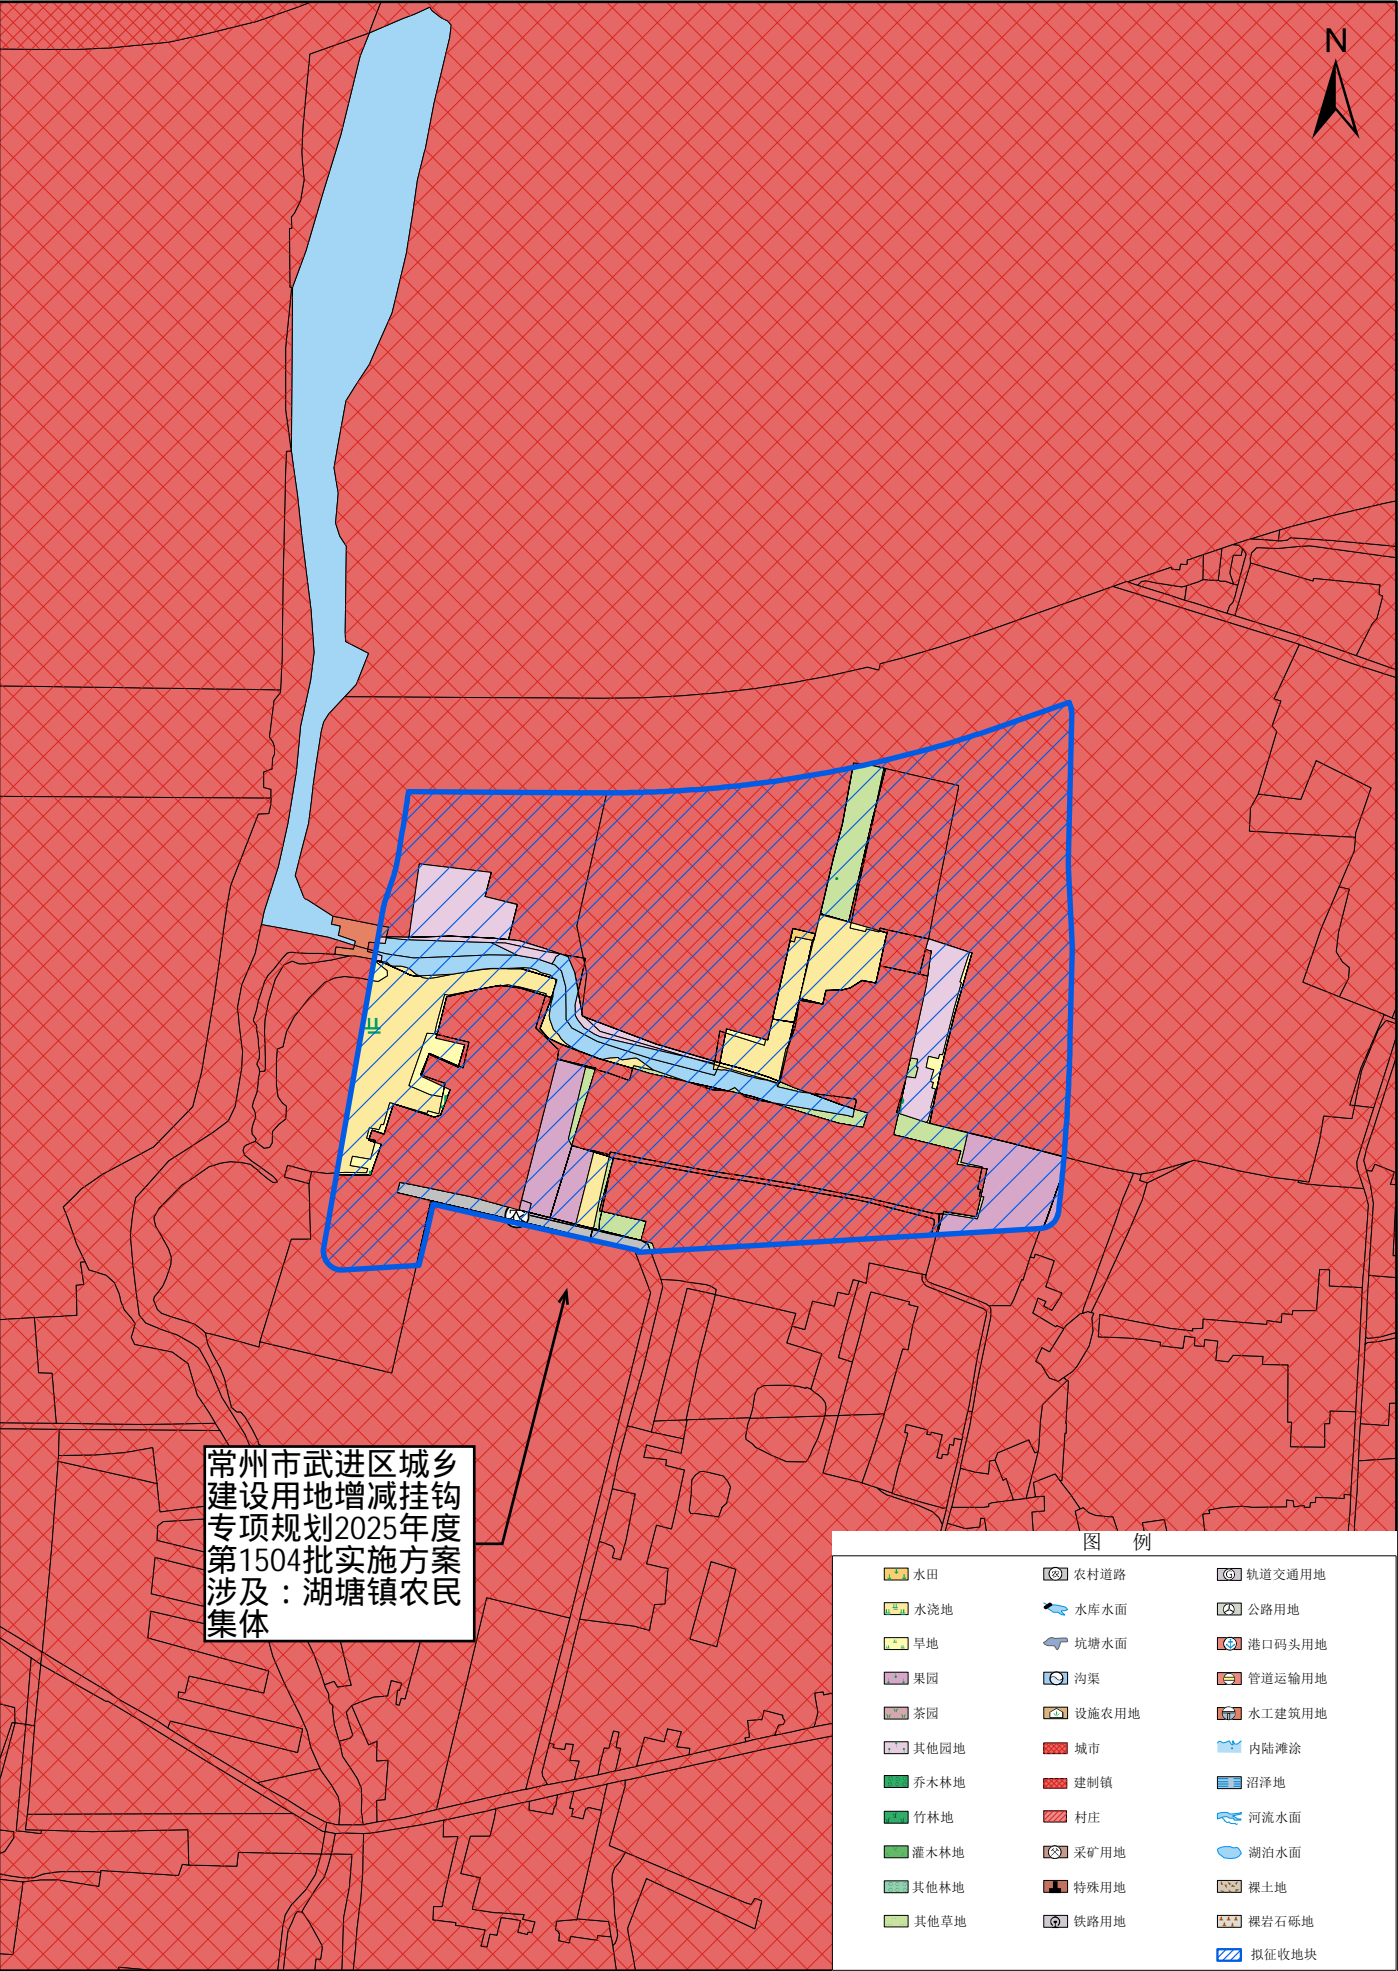 N
常州市武进区城乡
建设用地增减挂钩
专项规划2025年度
第1504批实施方案
涉及：湖塘镇农民
集体
图 例
水田
农村道路
轨道交通用地
水浇地
水库水面
公路用地
旱地
坑塘水面
港口码头用地
果园
沟渠
管道运输用地
茶园
设施农用地
水工建筑用地
其他园地
城市
内陆滩涂
乔木林地
建制镇
沼泽地
竹林地
村庄
河流水面
灌木林地
采矿用地
湖泊水面
其他林地
特殊用地
裸土地
其他草地
铁路用地
裸岩石砾地
拟征收地块